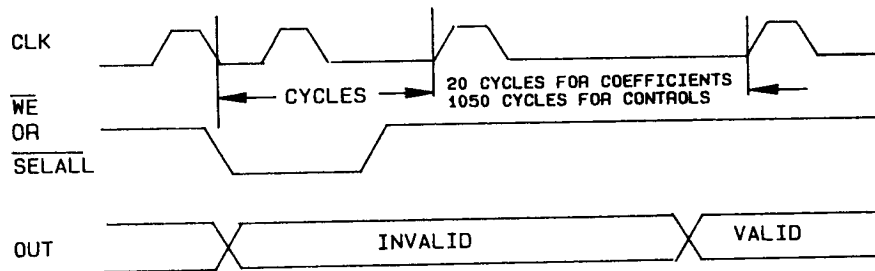 CLK
CYCLES
20 CYCLES FOR COEFFICIENTS
1050 CYCLES FOR CONTROLS
WE
OR
SELALL
OUT
INVALID
VALID